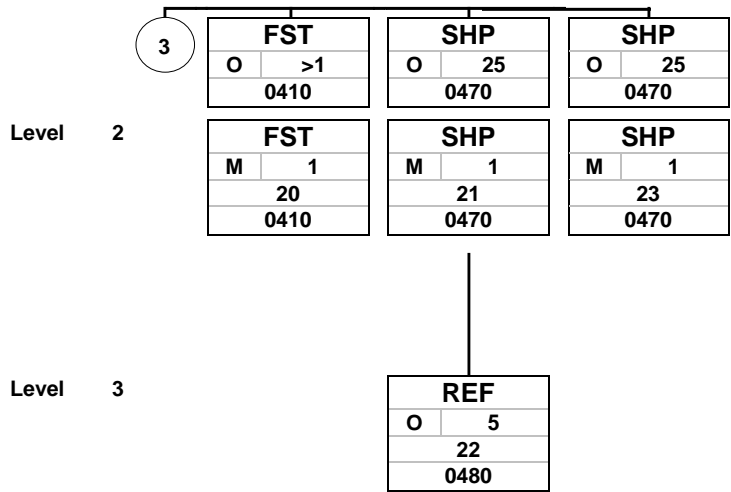 3
FST SHP SHP
O >1 O 25 O 25
0410 0470 0470
Level 2
FST SHP SHP
M 1 M 1 M 1
20 21 23
0410 0470 0470
Level 3
REF
O 5
22
0480